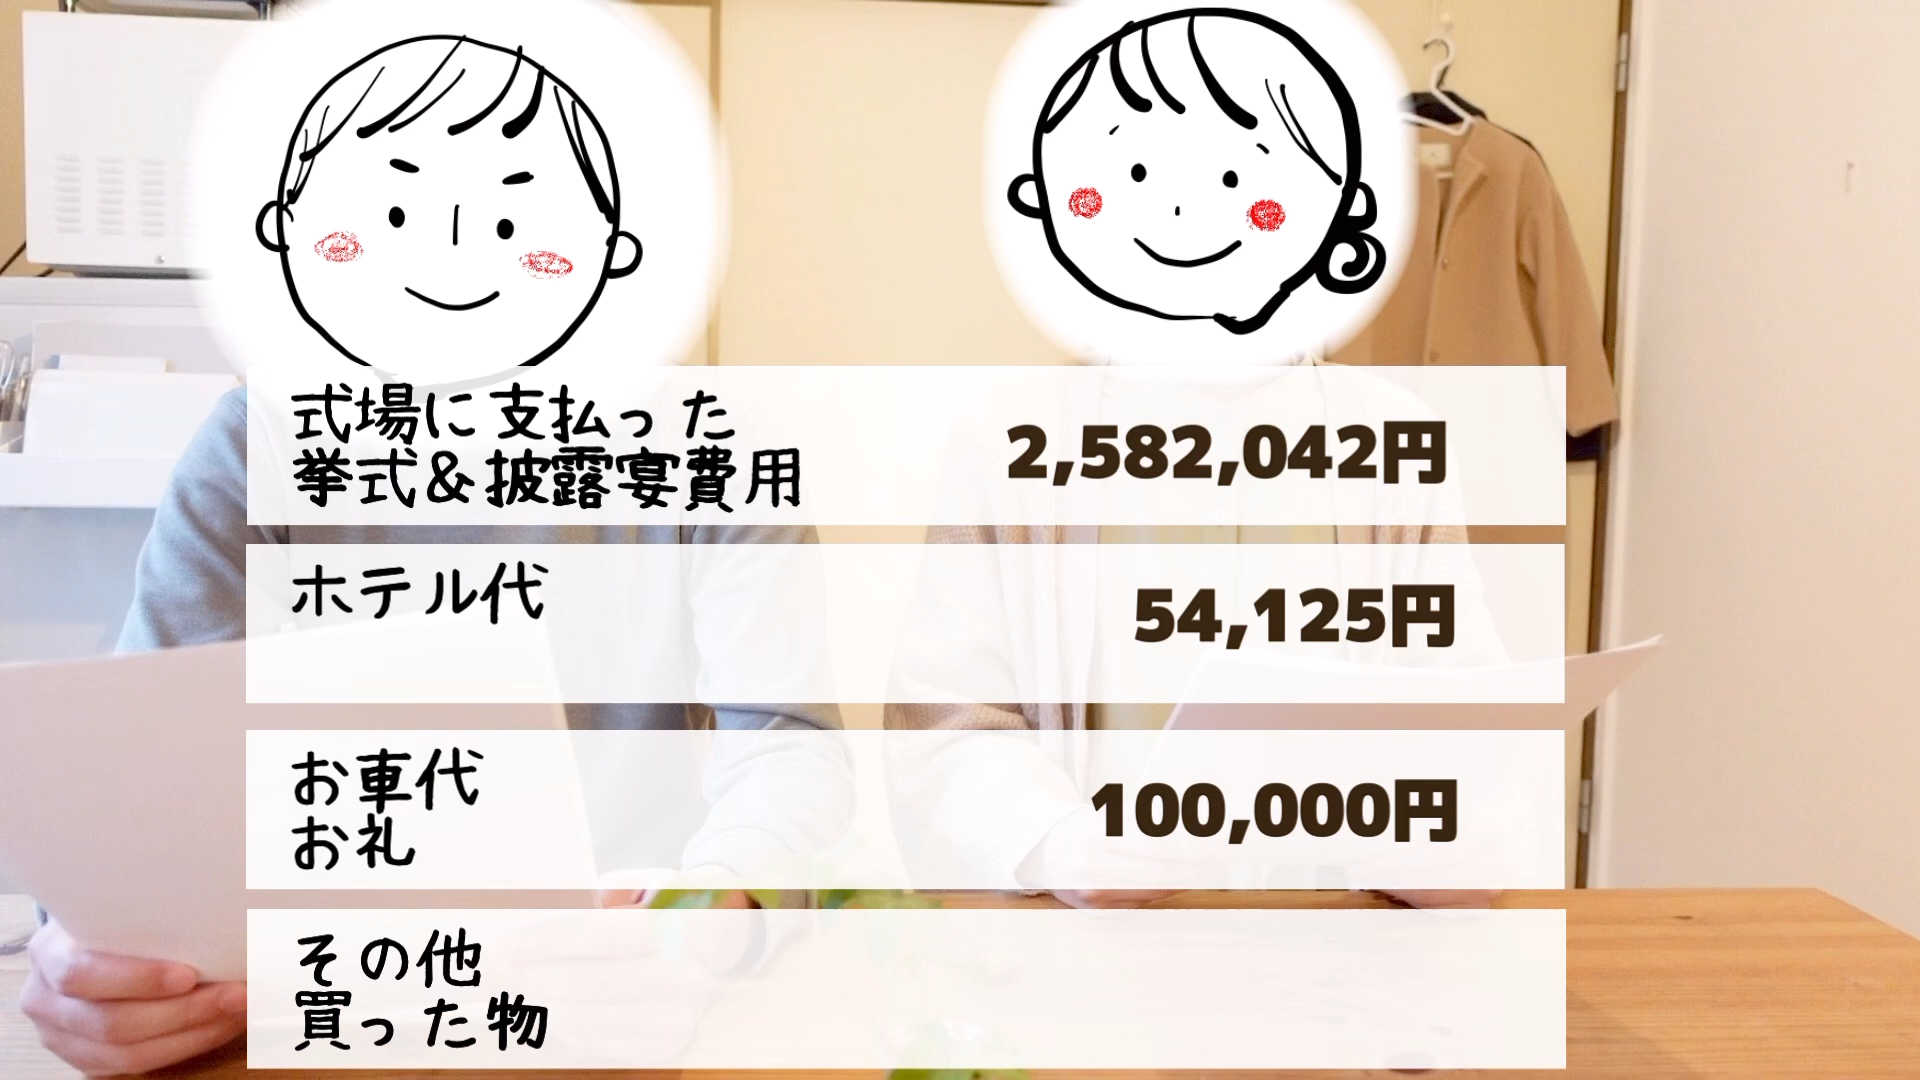 式場に支払った
挙式&披露宴費用
2,582,042円
ホテル代
54,125円
お車代
お礼
100,000円
その他
買った物